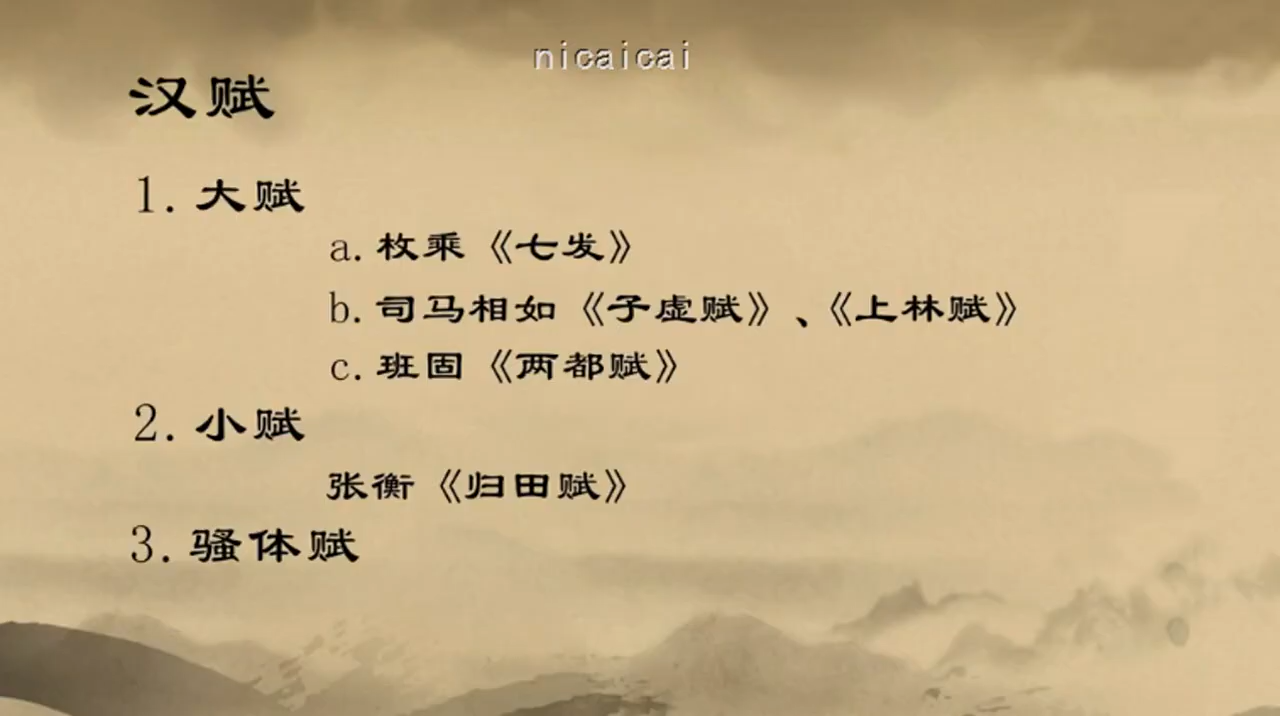 nicaicai
汉赋
1. 大赋
a. 枚乘《七发》
b. 司马相如《子虚赋》、《上林赋》
c. 班固《两都赋》
2. 小赋
张衡《归田赋》
3. 骚体赋